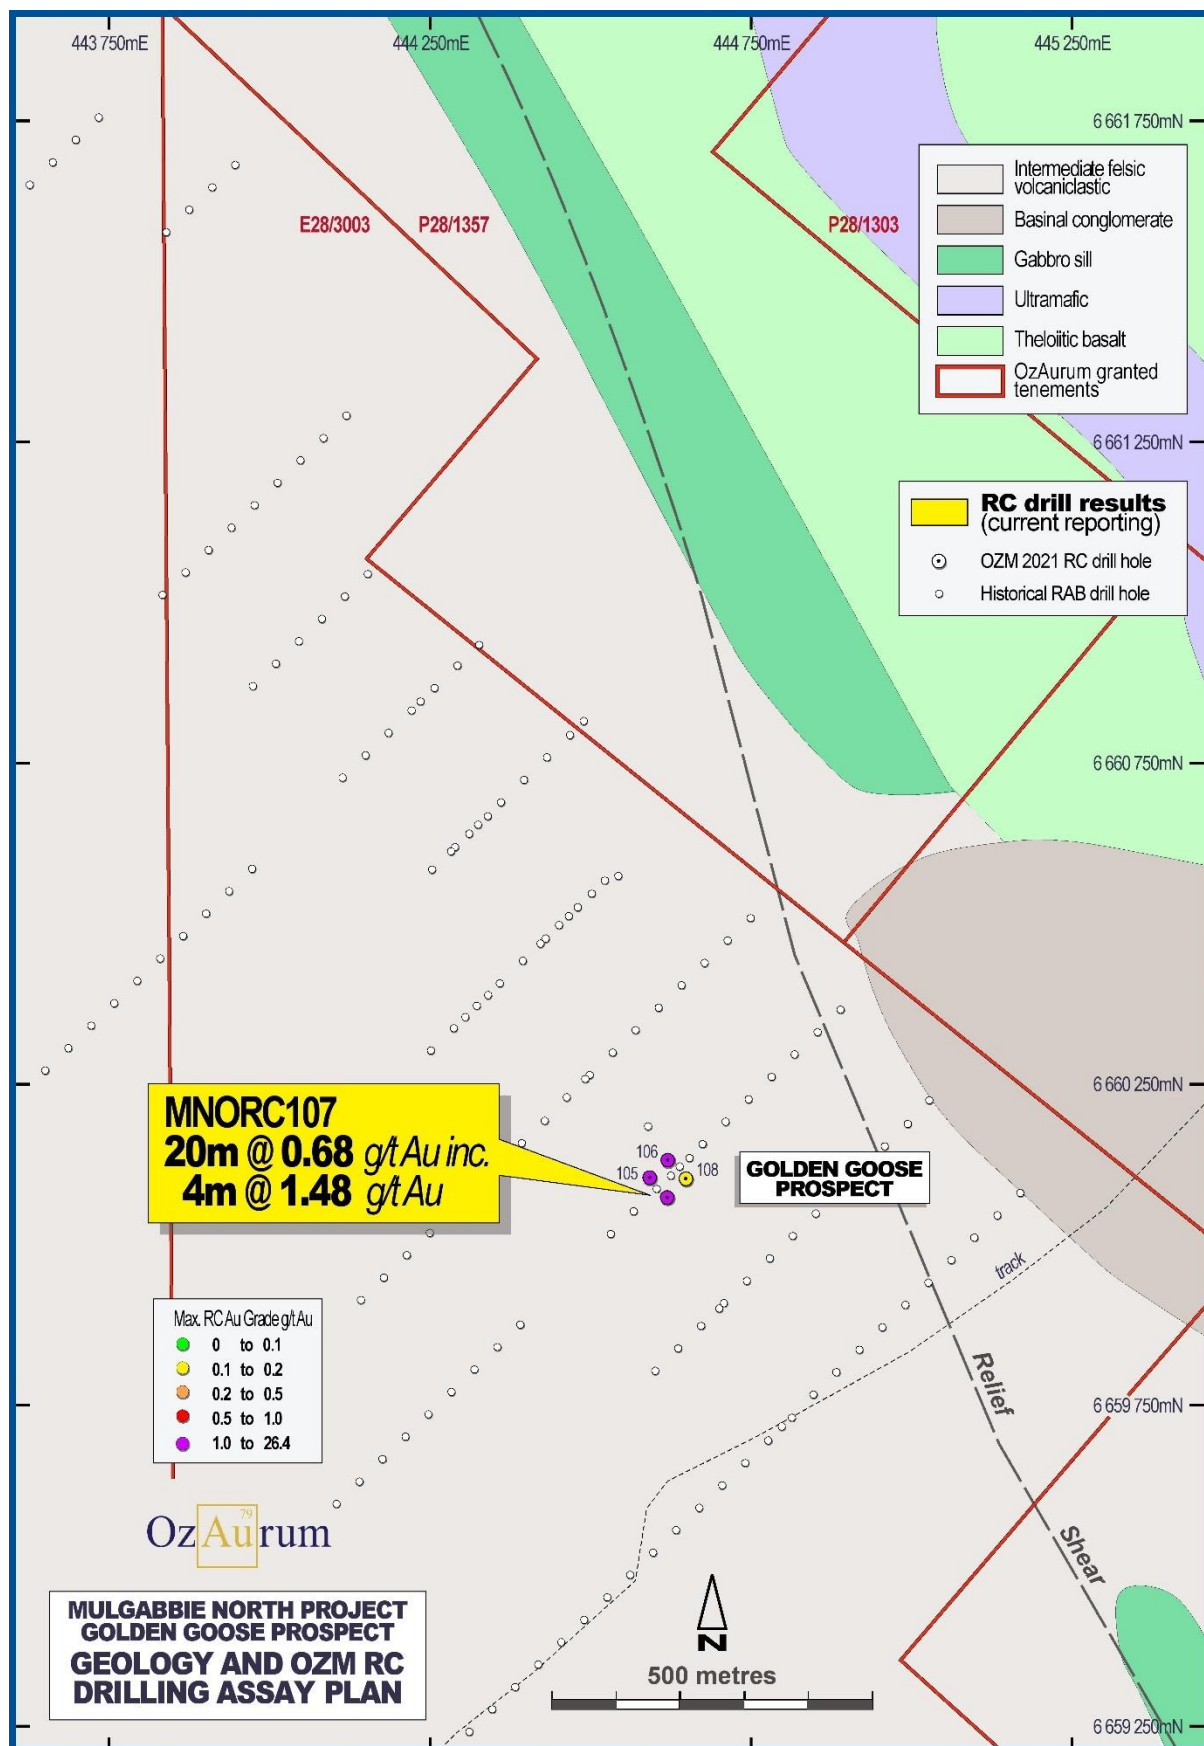 443 750mE
444 250mE
444 750mE
445 250mE
6 661 750mN
Intermediate felsic
volcaniclastic
Basinal conglomerate
Gabbro sill
Ultramafic
Theloiitic basalt
OzAurum granted
tenements
E28/3003
P28/1357
P28/1303
6 661 250mN
RC drill results
(current reporting)
OZM 2021 RC drill hole
Historical RAB drill hole
6 660 750mN
6 660 250mN
MNORC107
20m @ 0.68 g/t Au inc.
4m @ 1.48 g/t Au
106
105
108
GOLDEN GOOSE
PROSPECT
track
Max. RC Au Grade g/t Au
0 to 0.1
0.1 to 0.2
0.2 to 0.5
0.5 to 1.0
1.0 to 26.4
Relief
Shear
6 659 750mN
79
OzAurum
MULGABBIE NORTH PROJECT
GOLDEN GOOSE PROSPECT
GEOLOGY AND OZM RC
DRILLING ASSAY PLAN
N
500 metres
6 659 250mN